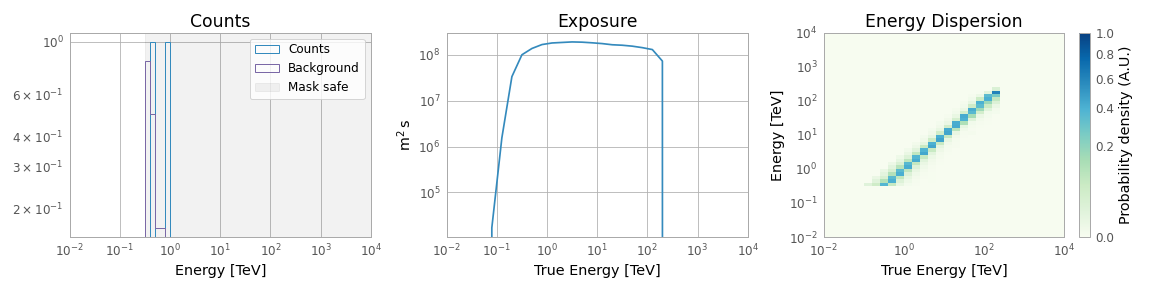 Counts
10⁰
6 × 10⁻¹
4 × 10⁻¹
3 × 10⁻¹
2 × 10⁻¹
Counts
Background
Mask safe
10⁻² 10⁻¹ 10⁰ 10¹ 10² 10³ 10⁴
Energy [TeV]
Exposure
m² s
10⁸
10⁷
10⁶
10⁵
10⁻² 10⁻¹ 10⁰ 10¹ 10² 10³ 10⁴
True Energy [TeV]
Energy Dispersion
Energy [TeV]
10⁴
10³
10²
10¹
10⁰
10⁻¹
10⁻²
10⁻² 10⁰ 10² 10⁴
True Energy [TeV]
1.0
0.8
0.6
0.4
0.2
0.0
Probability density (A.U.)